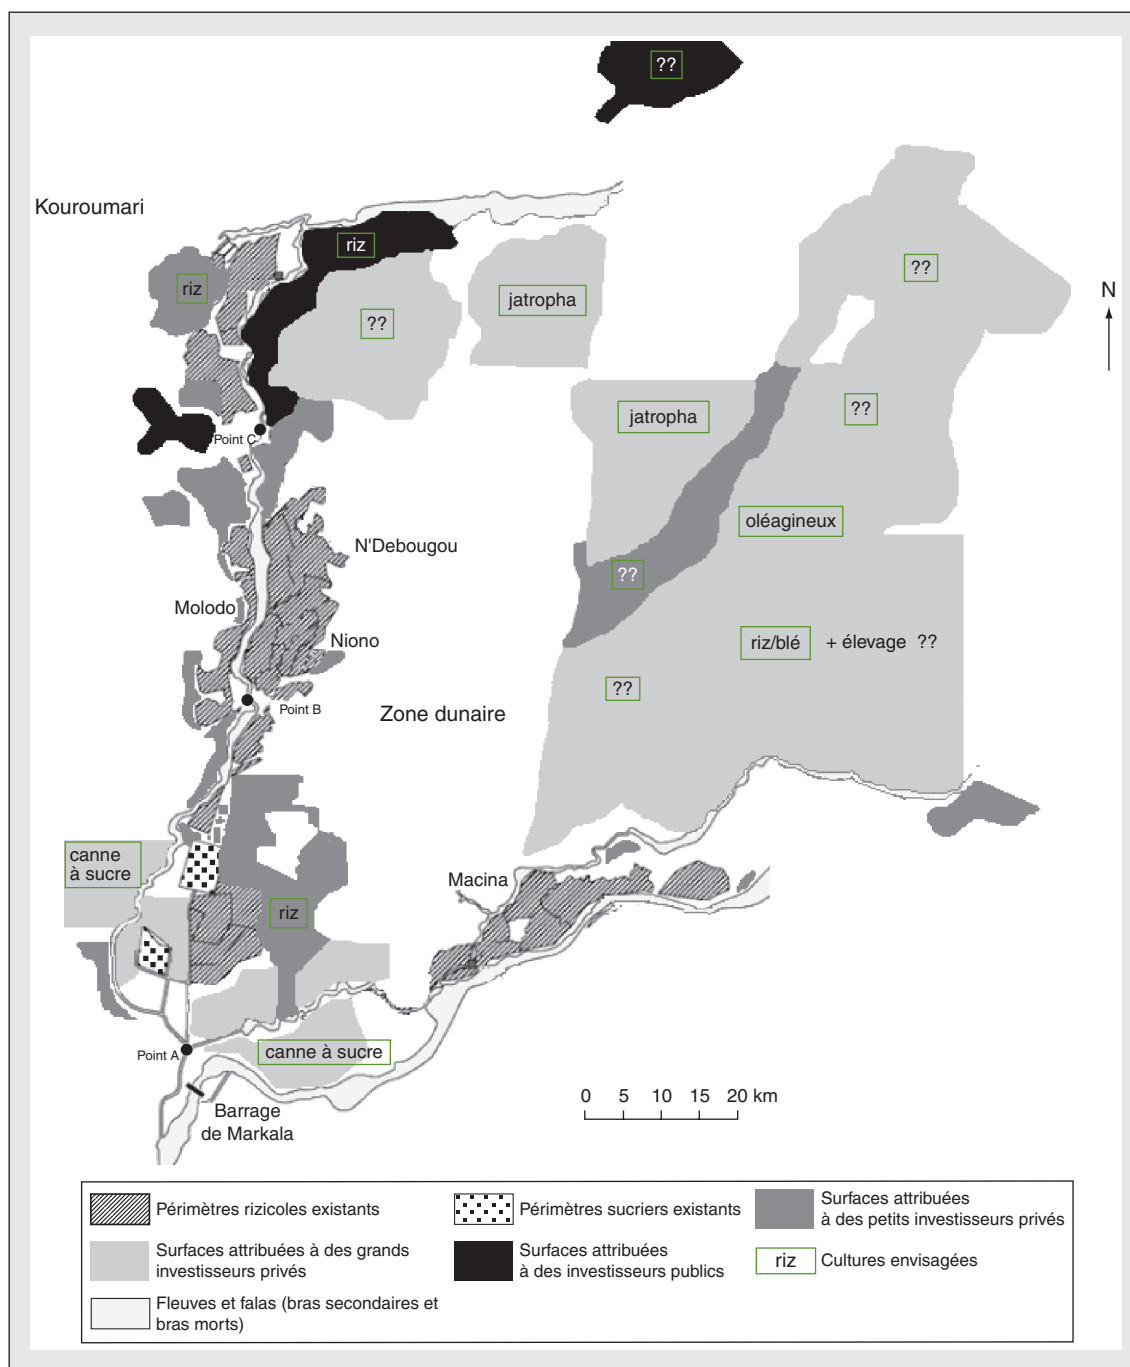 ??
Kouroumari
riz
riz
??
jatropha
??
N
jatropha
??
Point C
oléagineux
N'Debougou
??
Molodo
Niono
riz/blé + élevage ??
??
Point B
Zone dunaire
canne
à sucre
Macina
riz
Point A
canne à sucre
0 5 10 15 20 km
Barrage
de Markala
Périmètres rizicoles existants
Périmètres sucriers existants
Surfaces attribuées
à des petits investisseurs privés
Surfaces attribuées à des grands
investisseurs privés
Surfaces attribuées
à des investisseurs publics
riz
Cultures envisagées
Fleuves et falas (bras secondaires et
bras morts)